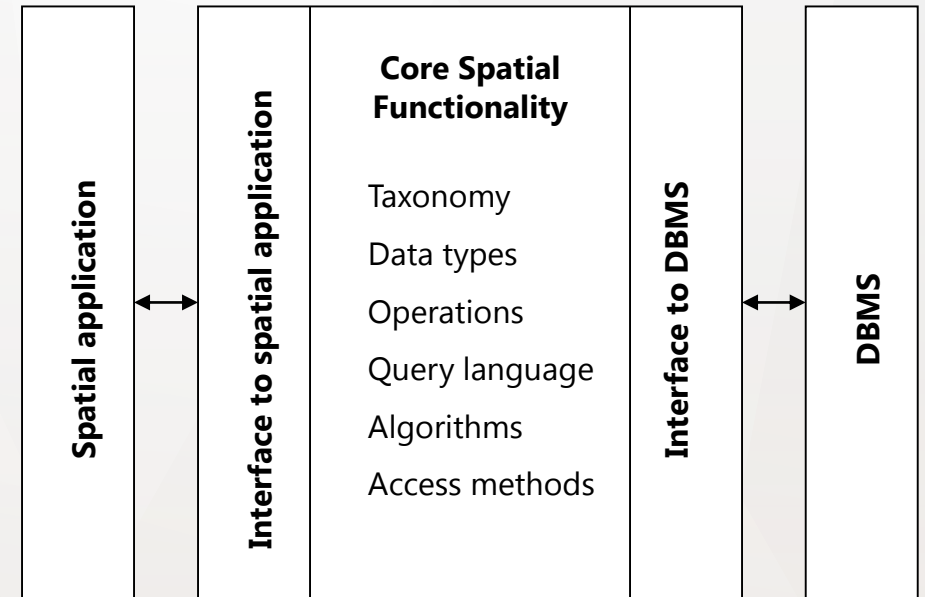 Spatial application
Interface to spatial application
Core Spatial
Functionality
Taxonomy
Data types
Operations
Query language
Algorithms
Access methods
Interface to DBMS
DBMS